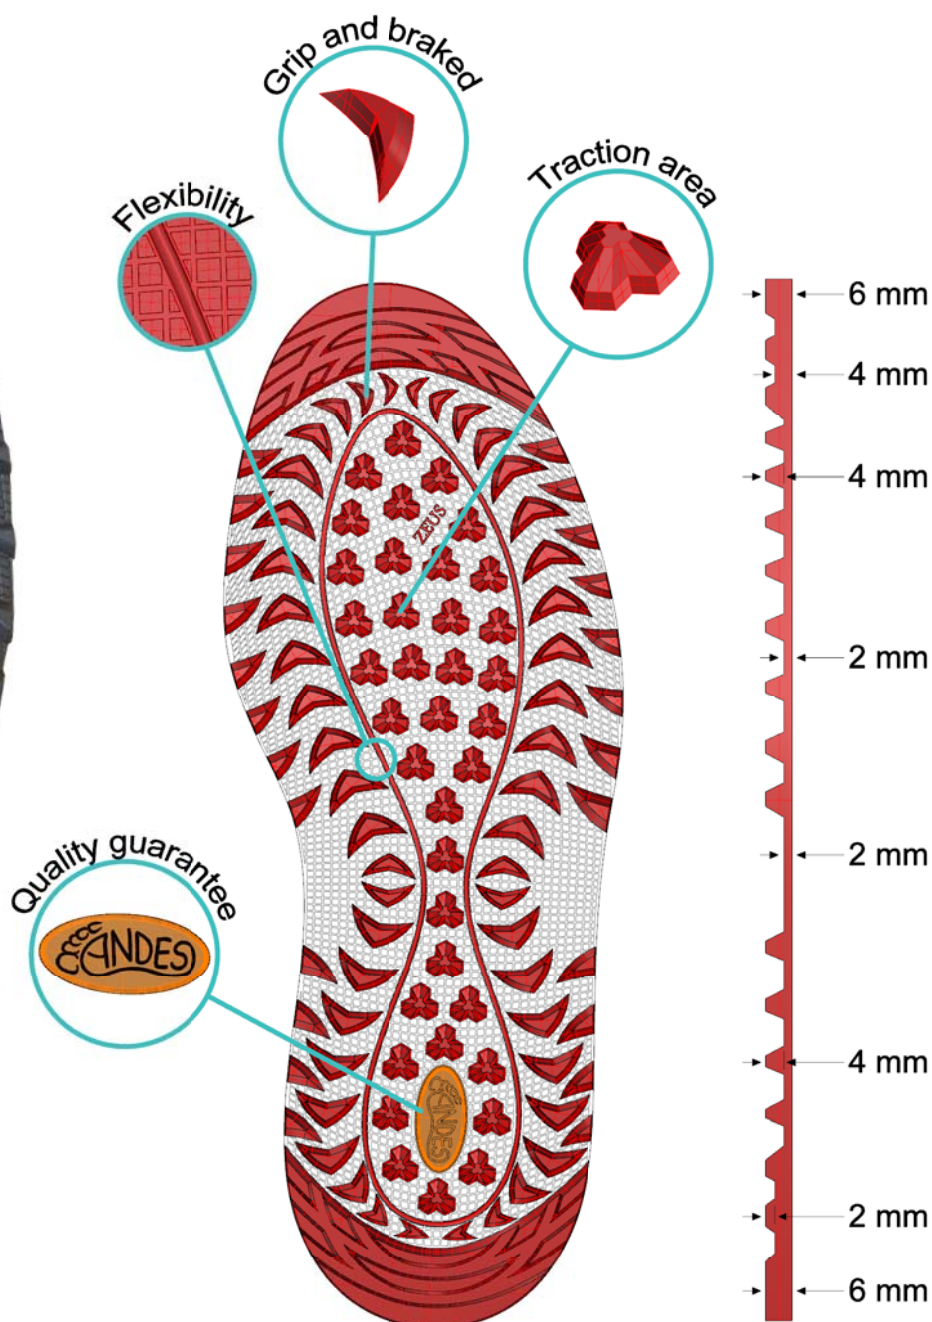 Grip and braked
Traction area
Flexibility
6 mm
4 mm
4 mm
ZEUS
2 mm
2 mm
Quality guarantee
ANDES
4 mm
ANDES
2 mm
6 mm